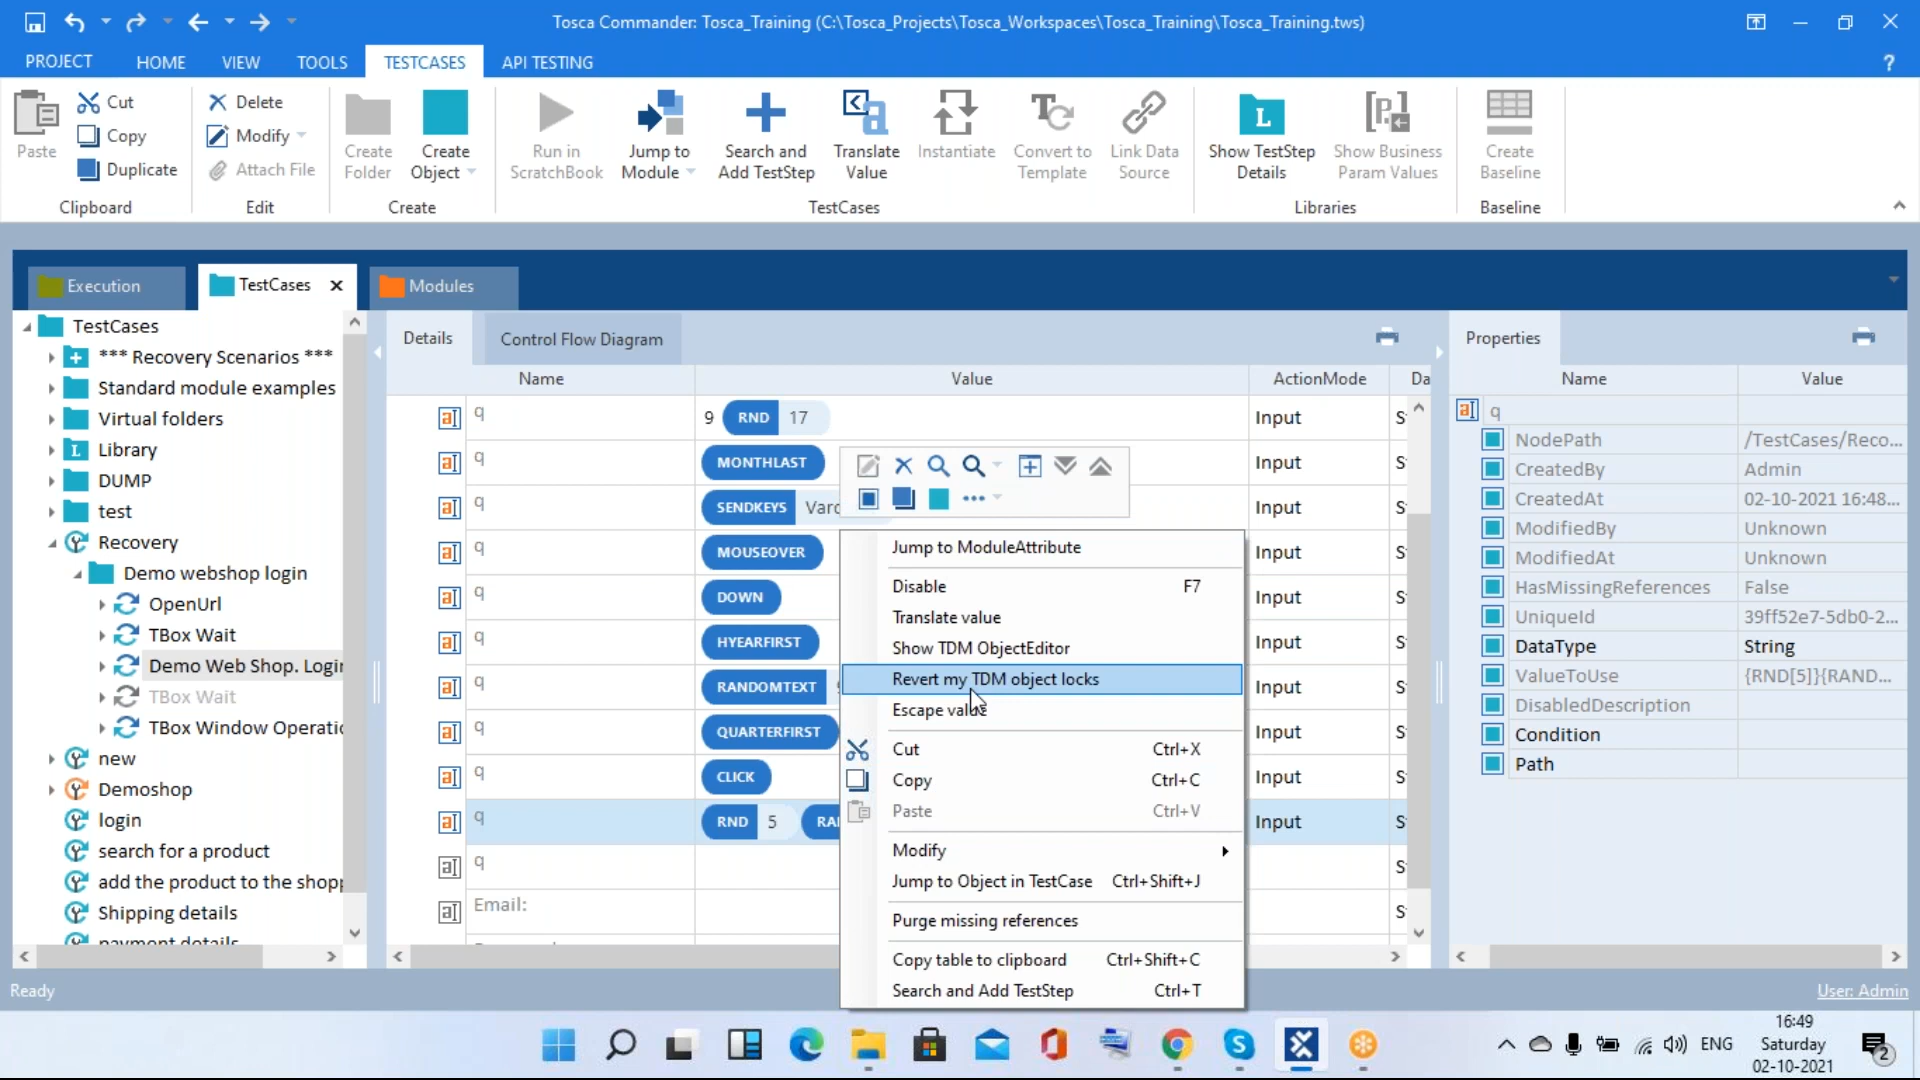 Tosca Commander: Tosca_Training (C:\Tosca_Projects\Tosca_Workspaces\Tosca_Training\Tosca_Training.tws)
PROJECT HOME VIEW TOOLS TESTCASES API TESTING ?
Paste
Cut
Copy
Duplicate
Clipboard
Delete
Modify
Attach File
Edit
Create Folder
Create Object
Create
Run in ScratchBook
Jump to Module
Search and Add TestStep
Translate Value
Instantiate
Convert to Template
Link Data Source
TestCases
Show TestStep Details
Show Business Param Values
Libraries
Create Baseline
Baseline
Execution TestCases Modules
TestCases
*** Recovery Scenarios ***
Standard module examples
Virtual folders
Library
DUMP
test
Recovery
Demo webshop login
OpenUrl
TBox Wait
Demo Web Shop. Login
TBox Wait
TBox Window Operatio
new
Demoshop
login
search for a product
add the product to the shopp
Shipping details
payment details
Details Control Flow Diagram
Name Value ActionMode Da
q 9 RND 17 Input S
q MONTHLAST Input S
q SENDKEYS Varc Input S
q MOUSEOVER Input S
q DOWN Input S
q HYEARFIRST Input S
q RANDOMTEXT Input S
q QUARTERFIRST Input S
q CLICK Input S
q RND 5 RA Input S
q S
Email: S
Jump to ModuleAttribute
Disable F7
Translate value
Show TDM ObjectEditor
Revert my TDM object locks
Escape value
Cut Ctrl+X
Copy Ctrl+C
Paste Ctrl+V
Modify
Jump to Object in TestCase Ctrl+Shift+J
Purge missing references
Copy table to clipboard Ctrl+Shift+C
Search and Add TestStep Ctrl+T
Properties
Name Value
q
NodePath /TestCases/Reco...
CreatedBy Admin
CreatedAt 02-10-2021 16:48...
ModifiedBy Unknown
ModifiedAt Unknown
HasMissingReferences False
UniqueId 39ff52e7-5db0-2...
DataType String
ValueToUse {RND[5]}{RAND...
DisabledDescription
Condition
Path
Ready User: Admin
ENG
16:49
Saturday
02-10-2021
2